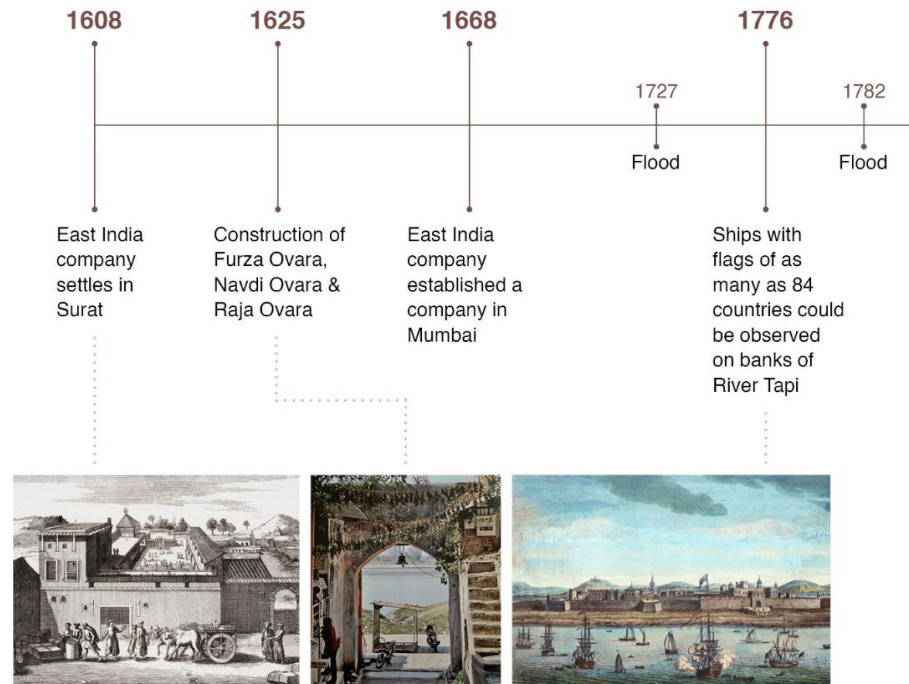 1608
1625
1668
1776
1727
1782
Flood
Flood
East India
company
settles in
Surat
Construction of
Furza Ovara,
Navdi Ovara &
Raja Ovara
East India
company
established a
company in
Mumbai
Ships with
flags of as
many as 84
countries could
be observed
on banks of
River Tapi